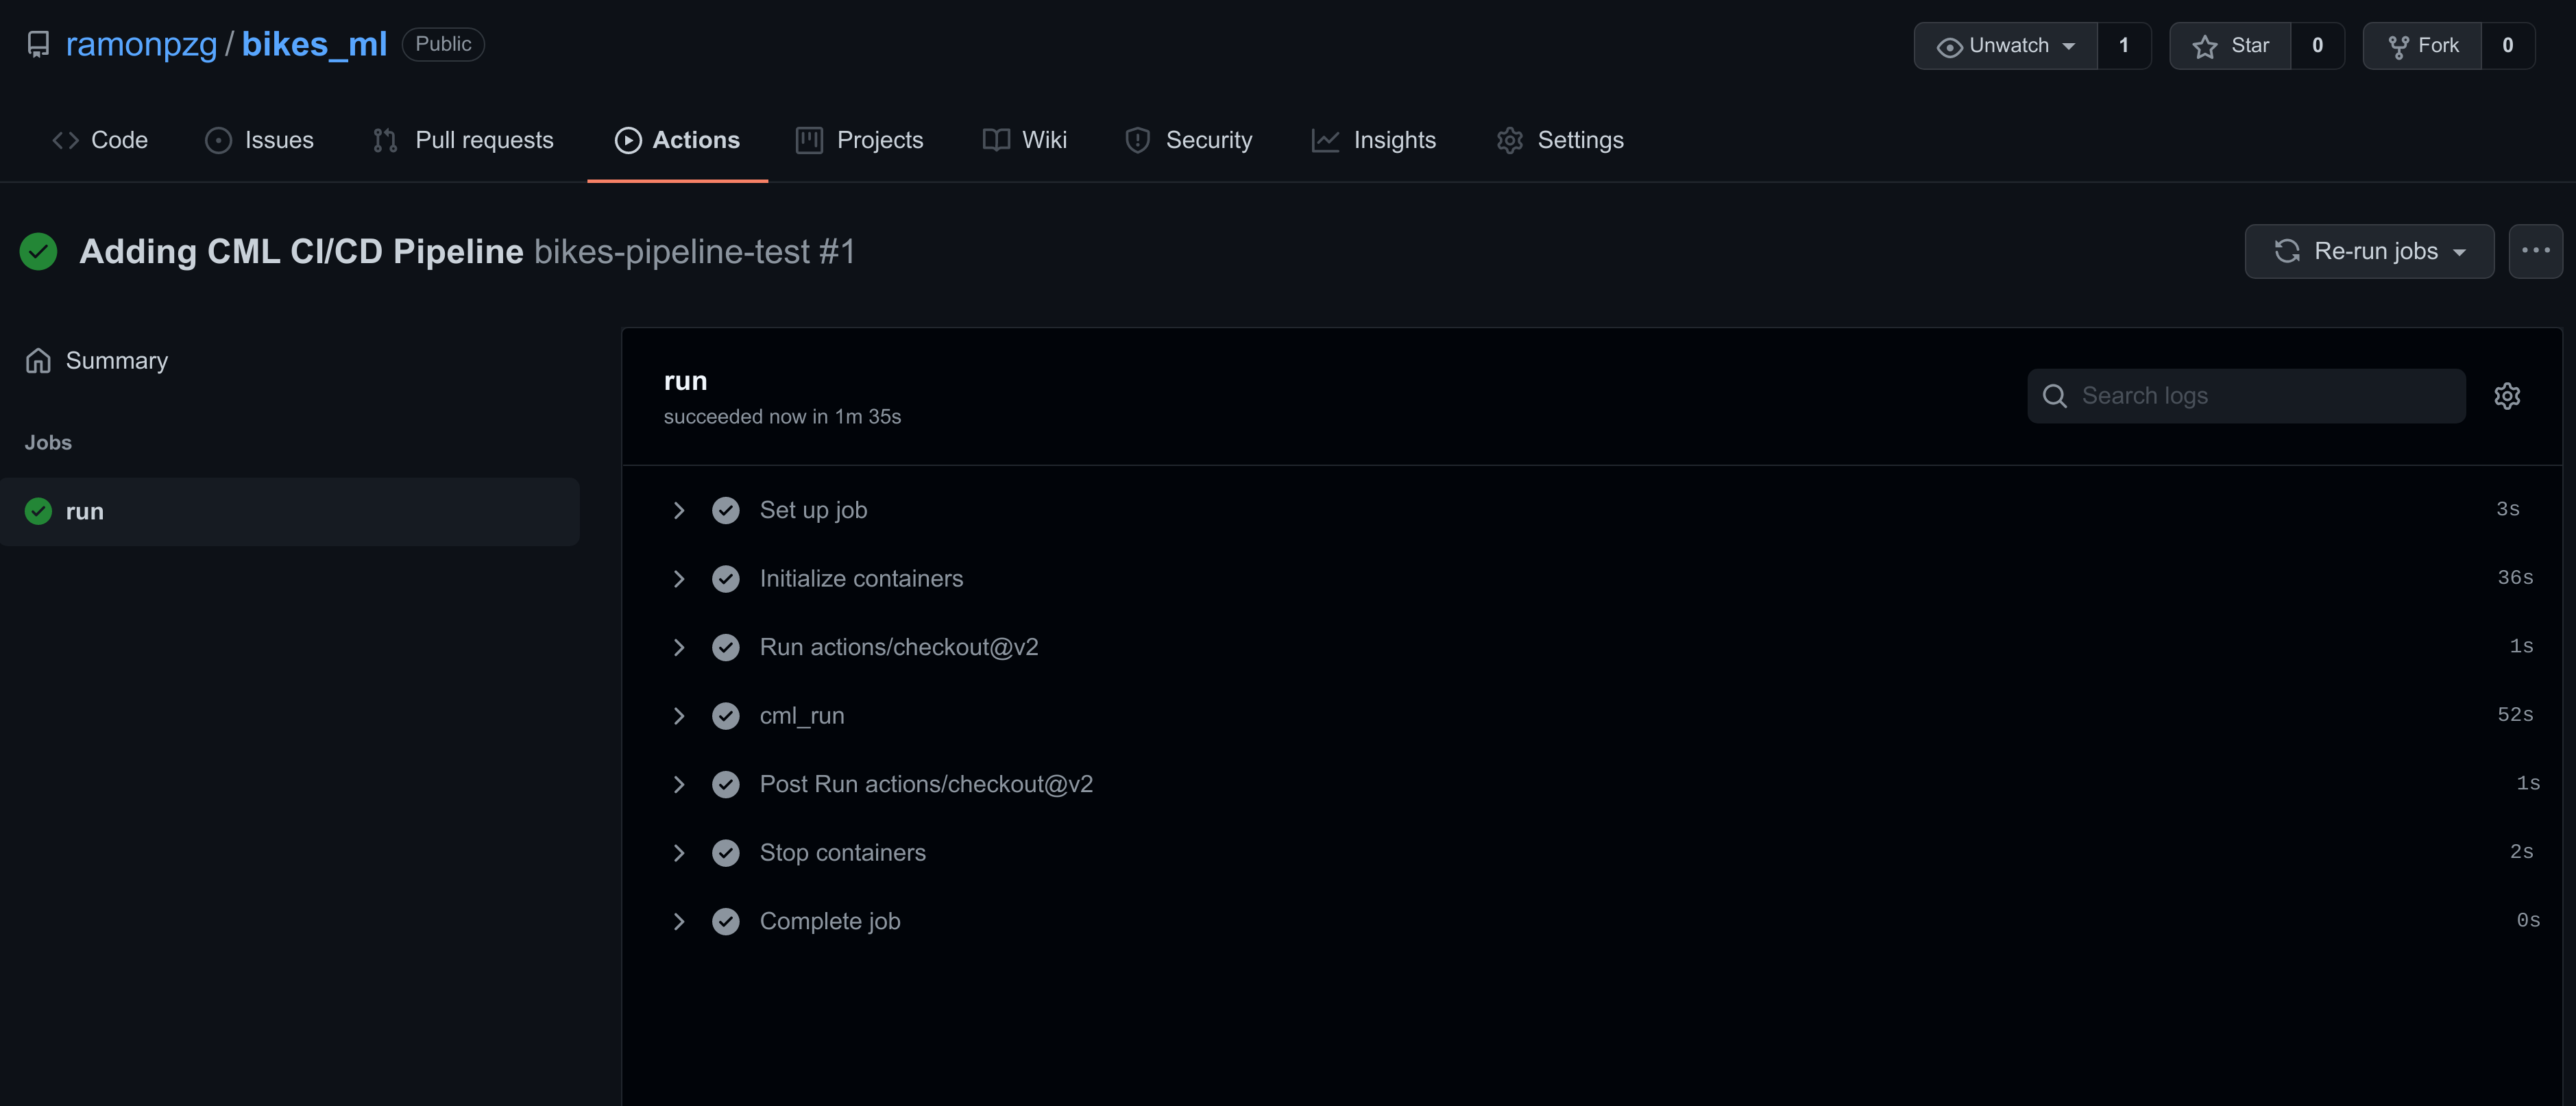 ramonpzg / bikes_ml Public Unwatch 1 Star 0 Fork 0
Code Issues Pull requests Actions Projects Wiki Security Insights Settings
Adding CML CI/CD Pipeline bikes-pipeline-test #1 Re-run jobs
Summary
Jobs
run
run
succeeded now in 1m 35s
Search logs
Set up job 3s
Initialize containers 36s
Run actions/checkout@v2 1s
cml_run 52s
Post Run actions/checkout@v2 1s
Stop containers 2s
Complete job 0s